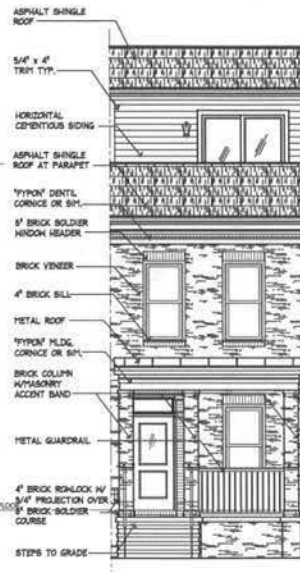 ASPHALT SHINGLE
ROOF
5/4" x 4"
TRIM TYP.
HORIZONTAL
CEMENTIOUS SIDING
ASPHALT SHINGLE
ROOF AT PARAPET
"FYPON" DENTIL
CORNICE OR SIM.
8" BRICK SOLDIER
WINDOW HEADER
BRICK VENEER
4" BRICK SILL
METAL ROOF
"FYPON" MLDG.
CORNICE OR SIM.
BRICK COLUMN
W/MASONRY
ACCENT BAND
METAL GUARDRAIL
4" BRICK ROWLOCK W/
3/4" PROJECTION OVER
8" BRICK SOLDIER
COURSE
STEPS TO GRADE